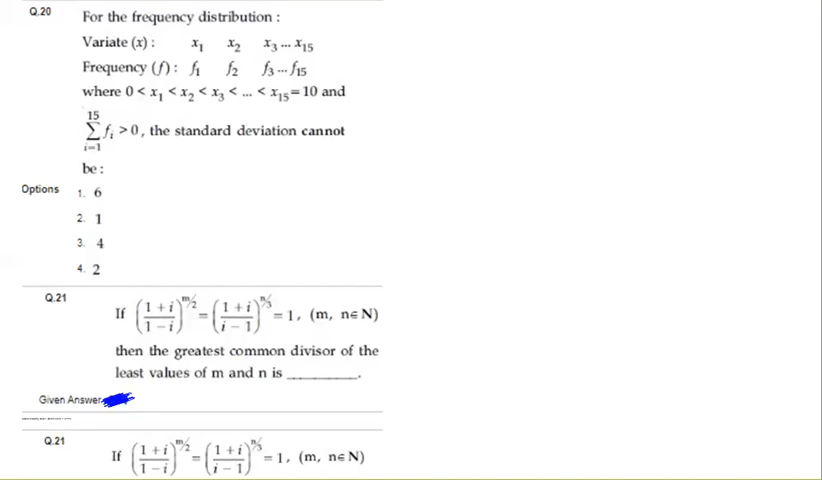 Q.20 For the frequency distribution :
Variate (x) : x₁ x₂ x₃ ... x₁₅
Frequency (f) : f₁ f₂ f₃ ... f₁₅
where 0 < x₁ < x₂ < x₃ < ... < x₁₅ = 10 and
15
∑ fᵢ > 0, the standard deviation cannot
i=1
be :
Options 1. 6
2. 1
3. 4
4. 2
Q.21 If ((1+i)/(1−i))^(m/2) = ((1+i)/(i−1))^(n/3) = 1, (m, n∈N)
then the greatest common divisor of the
least values of m and n is ________.
Given Answer
Q.21 If ((1+i)/(1−i))^(m/2) = ((1+i)/(i−1))^(n/3) = 1, (m, n∈N)